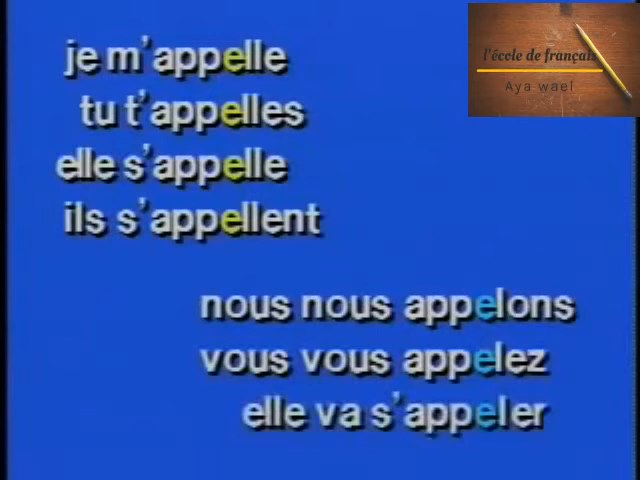 je m'appelle
tu t'appelles
elle s'appelle
ils s'appellent
nous nous appelons
vous vous appelez
elle va s'appeler
l'école de français
Aya wael